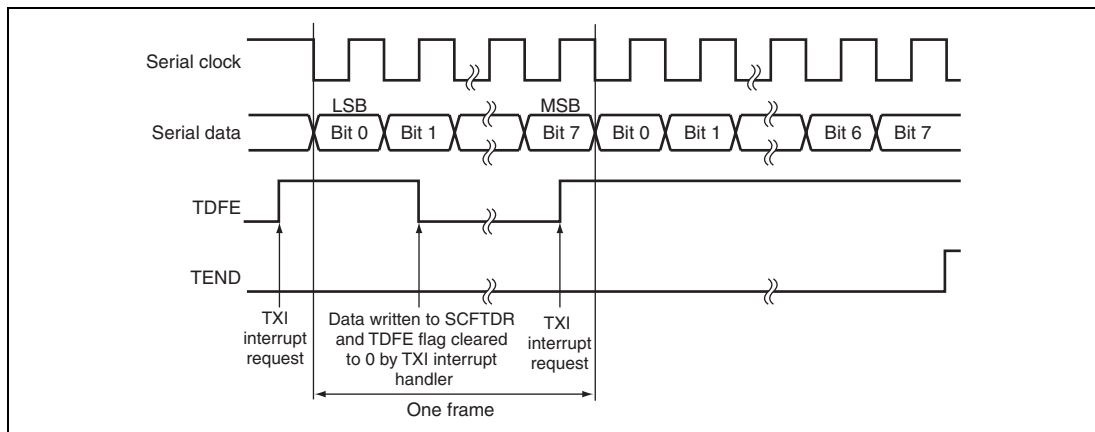 Serial clock
LSB
MSB
Serial data
Bit 0
Bit 1
Bit 7
Bit 0
Bit 1
Bit 6
Bit 7
TDFE
TEND
TXI
interrupt
request
Data written to SCFTDR
and TDFE flag cleared
to 0 by TXI interrupt
handler
TXI
interrupt
request
One frame